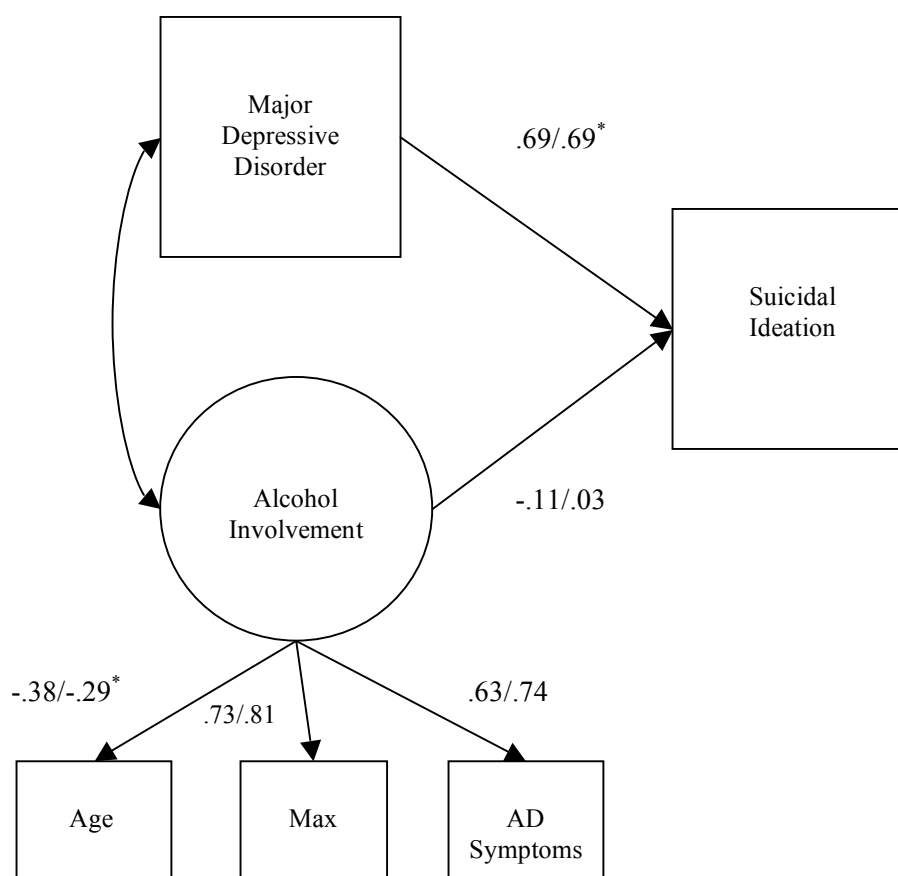 Major
Depressive
Disorder
.69/.69*
Suicidal
Ideation
Alcohol
Involvement
-.11/.03
-.38/-.29*
.73/.81
.63/.74
Age
Max
AD
Symptoms